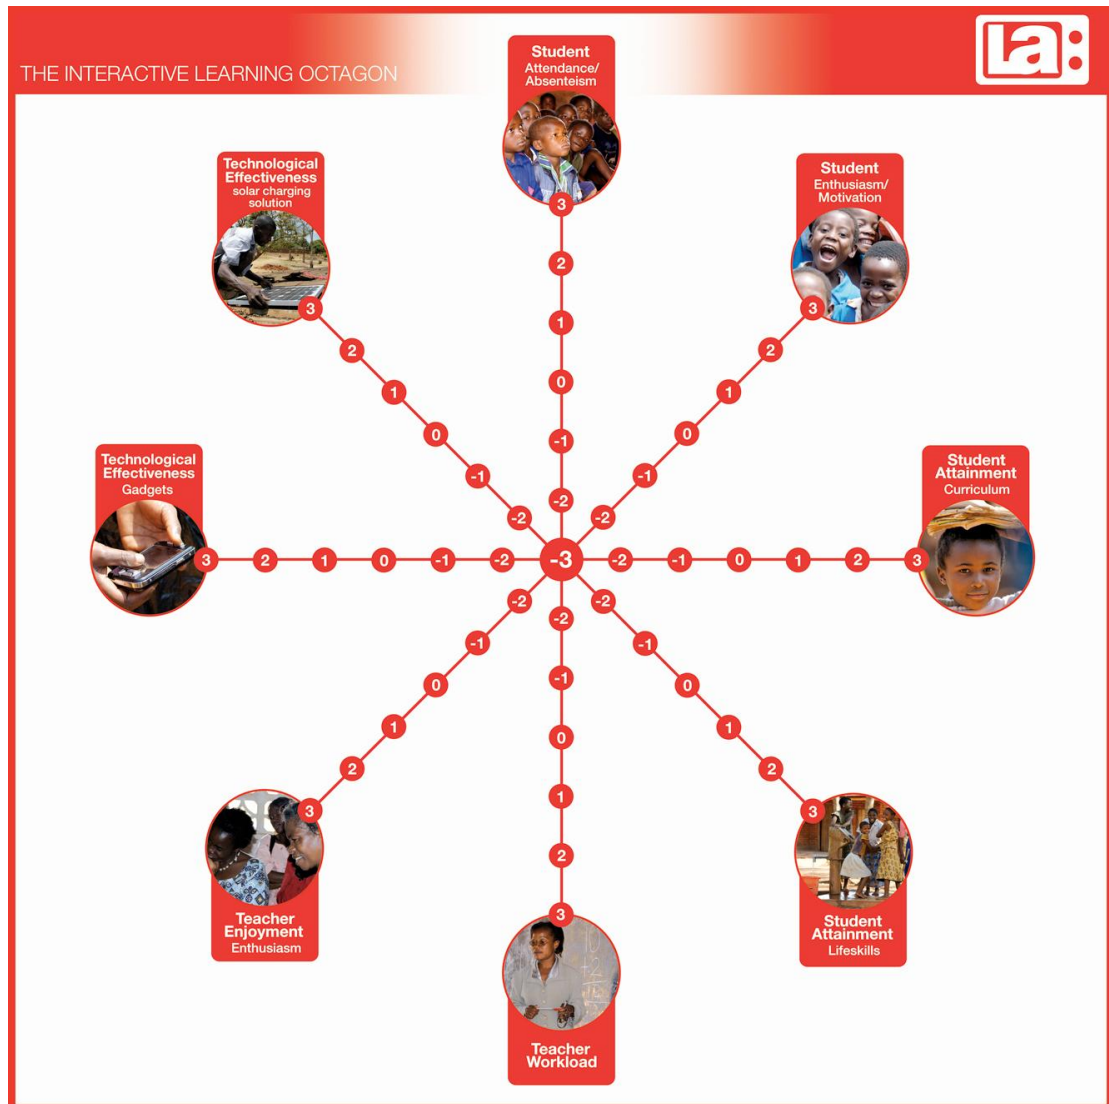 THE INTERACTIVE LEARNING OCTAGON
La:
Student
Attendance/
Absenteism
Technological
Effectiveness
solar charging
solution
Student
Enthusiasm/
Motivation
Technological
Effectiveness
Gadgets
Student
Attainment
Curriculum
Teacher
Enjoyment
Enthusiasm
Student
Attainment
Lifeskills
Teacher
Workload
3
2
1
0
-1
-2
3
2
1
0
-1
-2
3
2
1
0
-1
-2
3 2 1 0 -1 -2 -3 -2 -1 0 1 2 3
-2
-1
0
1
2
3
-2
-1
0
1
2
3
-2
-1
0
1
2
3